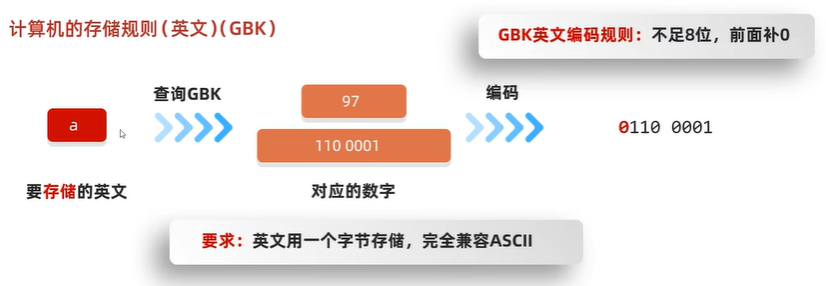 计算机的存储规则(英文)(GBK)
GBK英文编码规则：不足8位，前面补0
查询GBK
97
编码
a
110 0001
0110 0001
要存储的英文
对应的数字
要求：英文用一个字节存储，完全兼容ASCII